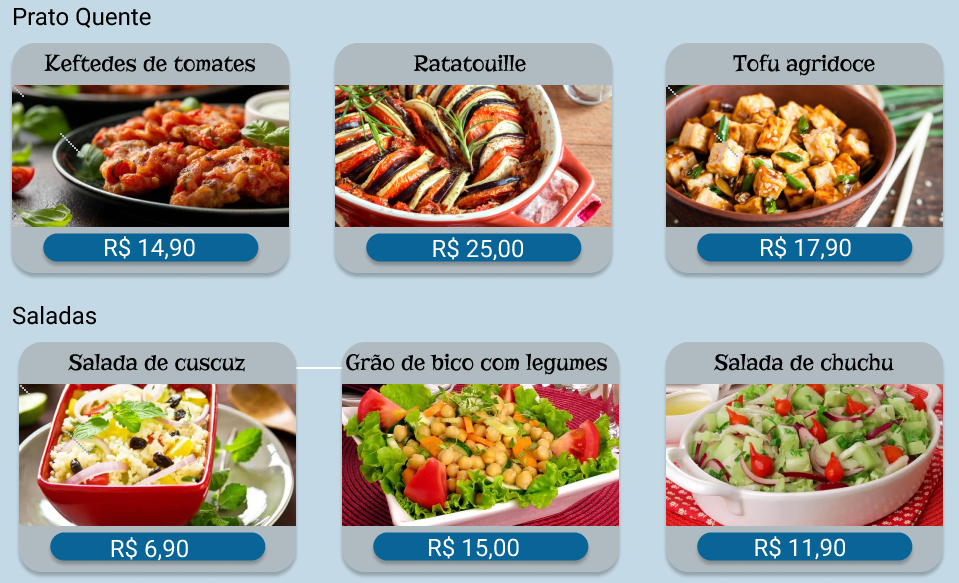 Prato Quente
Keftedes de tomates
Ratatouille
Tofu agridoce
R$ 14,90
R$ 25,00
R$ 17,90
Saladas
Salada de cuscuz
Grão de bico com legumes
Salada de chuchu
R$ 6,90
R$ 15,00
R$ 11,90